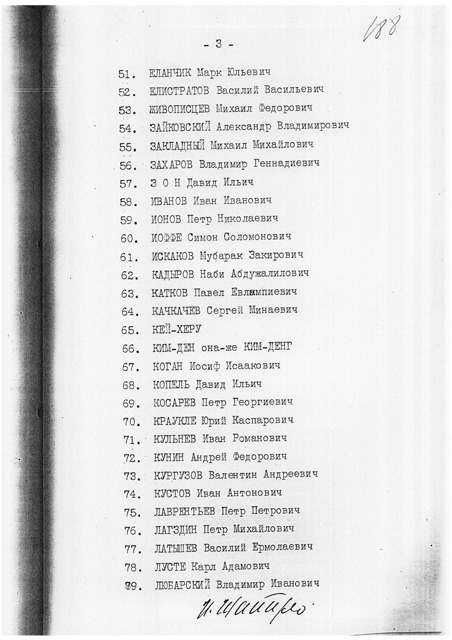 188
- 3 -
51. ЕЛАНЧИК Марк Юльевич
52. ЕЛИСТРАТОВ Василий Васильевич
53. ЖИВОПИСЦЕВ Михаил Федорович
54. ЗАЙКОВСКИЙ Александр Владимирович
55. ЗАКЛАДНЫЙ Михаил Михайлович
56. ЗАХАРОВ Владимир Геннадиевич
57. З О Н Давид Ильич
58. ИВАНОВ Иван Иванович
59. ИОНОВ Петр Николаевич
60. ИОФФЕ Симон Соломонович
61. ИСКАКОВ Мубарак Закирович
62. КАДЫРОВ Наби Абдужалилович
63. КАТКОВ Павел Евлампиевич
64. КАЧКАЧЕВ Сергей Минаевич
65. КЕЙ-ХЕРУ
66. КИМ-ДЕН она-же КИМ-ДЕНГ
67. КОГАН Иосиф Исаакович
68. КОПЕЛЬ Давид Ильич
69. КОСАРЕВ Петр Георгиевич
70. КРАУКЛЕ Юрий Каспарович
71. КУЛЬНЕВ Иван Романович
72. КУНИН Андрей Федорович
73. КУРГУЗОВ Валентин Андреевич
74. КУСТОВ Иван Антонович
75. ЛАВРЕНТЬЕВ Петр Петрович
76. ЛАГЗДИН Петр Михайлович
77. ЛАТЫШЕВ Василий Ермолаевич
78. ЛУСТЕ Карл Адамович
79. ЛЮБАРСКИЙ Владимир Иванович